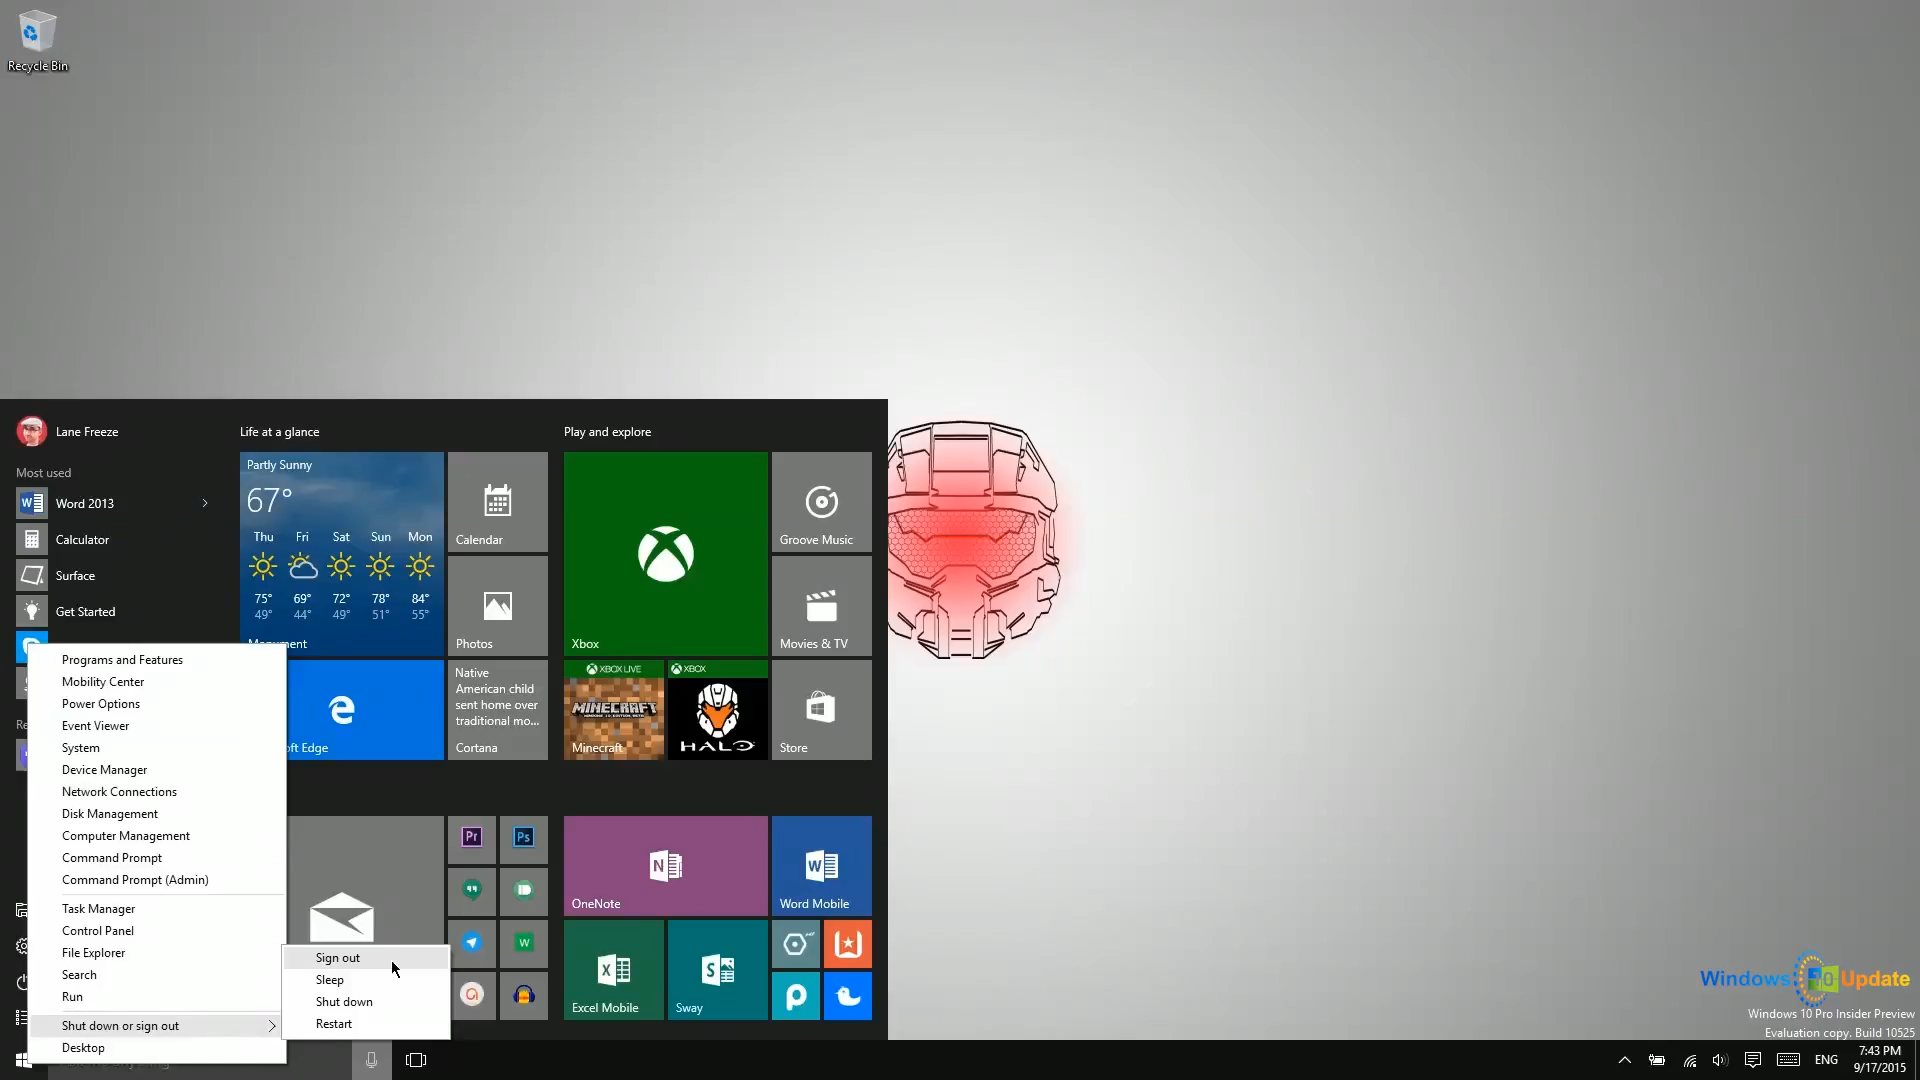 Recycle Bin
Lane Freeze
Most used
Word 2013
Calculator
Surface
Get Started
Life at a glance
Partly Sunny
67°
Thu Fri Sat Sun Mon
75° 69° 72° 78° 84°
49° 44° 49° 51° 55°
Calendar
Photos
Native
American child
sent home over
traditional mo...
Cortana
Play and explore
Xbox
Groove Music
Movies & TV
XBOX LIVE
MINECRAFT
Minecraft
XBOX
HALO
Store
Programs and Features
Mobility Center
Power Options
Event Viewer
System
Device Manager
Network Connections
Disk Management
Computer Management
Command Prompt
Command Prompt (Admin)
Task Manager
Control Panel
File Explorer
Search
Run
Shut down or sign out
Desktop
Sign out
Sleep
Shut down
Restart
Pr
Ps
W
OneNote
Word Mobile
Excel Mobile
Sway
Windows 10 Update
Windows 10 Pro Insider Preview
Evaluation copy. Build 10525
ENG
7:43 PM
9/17/2015